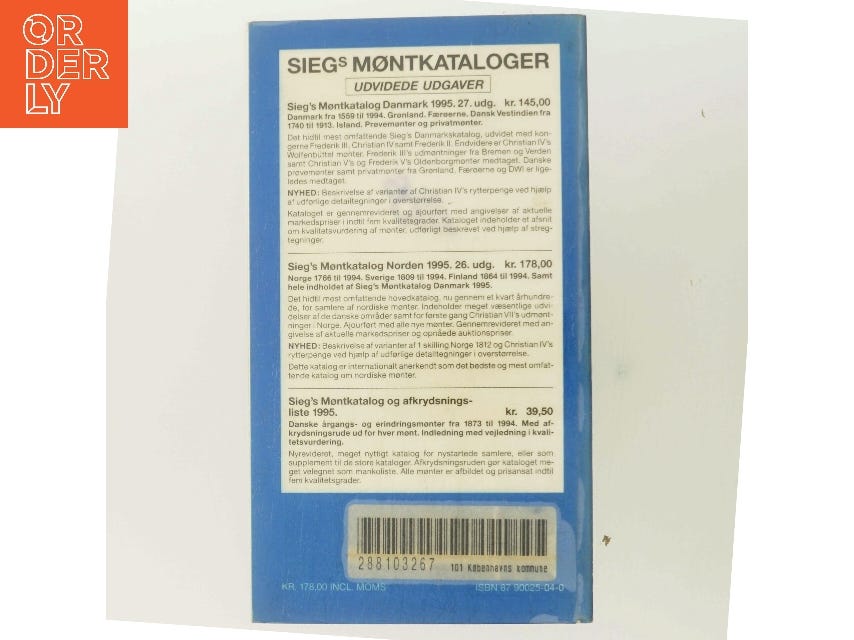 OR
DER
LY
SIEGS MØNTKATALOGER
UDVIDEDE UDGAVER
Sieg's Møntkatalog Danmark 1995. 27. udg. kr. 145,00
Danmark fra 1559 til 1994. Grønland. Færøerne. Dansk Vestindien fra
1740 til 1913. Island. Prøvemønter og privatmønter.
Det hidtil mest omfattende Sieg's Danmarkskatalog, udvidet med kon-
gerne Frederik III, Christian IV samt Frederik II. Endvidere er Christian IV's
Wolfenbüttel mønter, Frederik III's udmøntninger fra Bremen og Verden
samt Christian V's og Frederik V's Oldenborgmønter medtaget. Danske
prøvemønter samt privatmønter fra Grønland, Færøerne og DWI er lige-
ledes medtaget.
NYHED: Beskrivelse af varianter af Christian IV's rytterpenge ved hjælp
af udførlige detailtegninger i overstørrelse.
Kataloget er gennemrevideret og ajourført med angivelser af aktuelle
markedspriser i indtil fem kvalitetsgrader. Kataloget indeholder et afsnit
om kvalitetsvurdering af mønter, udførligt beskrevet ved hjælp af streg-
tegninger.
Sieg's Møntkatalog Norden 1995. 26. udg. kr. 178,00
Norge 1766 til 1994. Sverige 1809 til 1994. Finland 1864 til 1994. Samt
hele indholdet af Sieg's Møntkatalog Danmark 1995.
Det hidtil mest omfattende hovedkatalog, nu gennem et kvart århundre-
de, for samlere af nordiske mønter. Indeholder meget væsentlige udvi-
delser af de danske områder samt for første gang Christian VII's udmønt-
ninger i Norge. Ajourført med alle nye mønter. Gennemrevideret med an-
givelse af aktuelle markedspriser og opnåede auktionspriser.
NYHED: Beskrivelse af varianter af 1 skilling Norge 1812 og Christian IV's
rytterpenge ved hjælp af udførlige detailtegninger i overstørrelse.
Dette katalog er internationalt anerkendt som det bedste og mest omfat-
tende katalog om nordiske mønter.
Sieg's Møntkatalog og afkrydsnings-
liste 1995. kr. 39,50
Danske årgangs- og erindringsmønter fra 1873 til 1994. Med af-
krydsningsrude ud for hver mønt. Indledning med vejledning i kvali-
tetsvurdering.
Nyrevideret, meget nyttigt katalog for nystartede samlere, eller som
supplement til de store kataloger. Afkrydsningsruden gør kataloget me-
get velegnet som mankoliste. Alle mønter er afbildet og prisansat indtil
fem kvalitetsgrader.
288103267 101 Københavns kommune
KR. 178,00 INCL. MOMS ISBN 87 90025-04-0